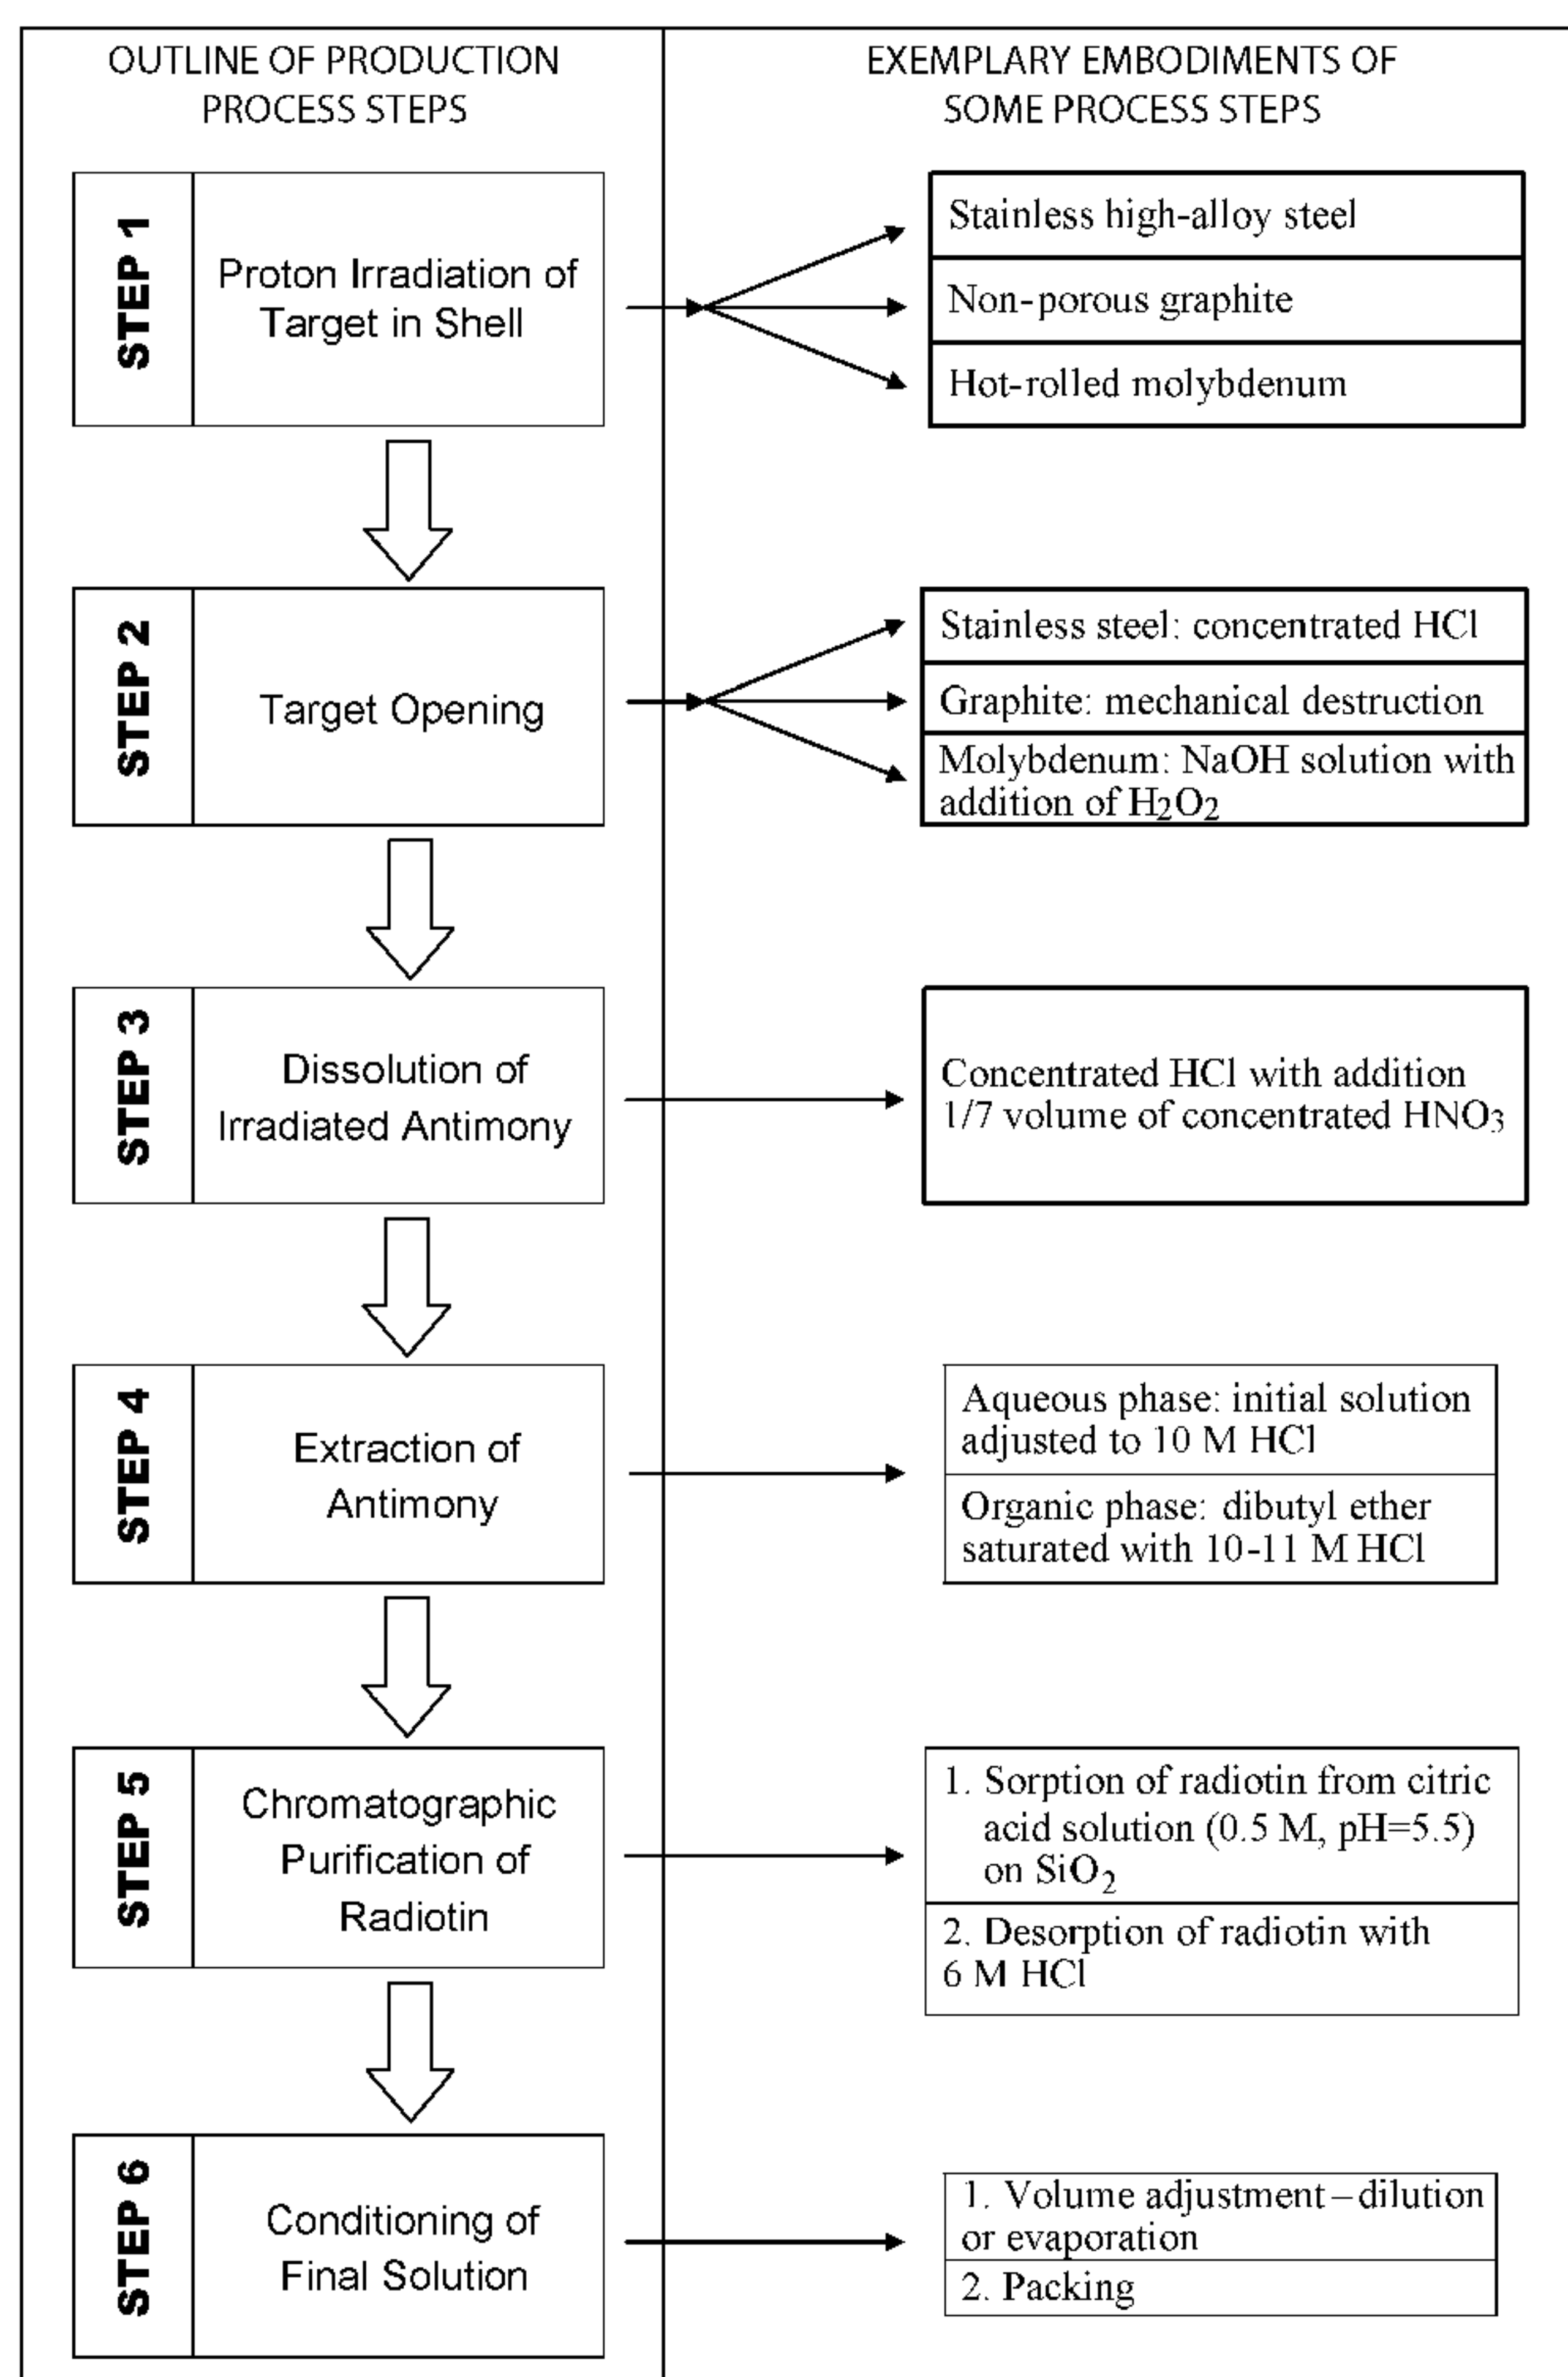 OUTLINE OF PRODUCTION
PROCESS STEPS
EXEMPLARY EMBODIMENTS OF
SOME PROCESS STEPS
STEP 1
Proton Irradiation of
Target in Shell
Stainless high-alloy steel
Non-porous graphite
Hot-rolled molybdenum
STEP 2
Target Opening
Stainless steel: concentrated HCl
Graphite: mechanical destruction
Molybdenum: NaOH solution with
addition of H₂O₂
STEP 3
Dissolution of
Irradiated Antimony
Concentrated HCl with addition
1/7 volume of concentrated HNO₃
STEP 4
Extraction of
Antimony
Aqueous phase: initial solution
adjusted to 10 M HCl
Organic phase: dibutyl ether
saturated with 10-11 M HCl
STEP 5
Chromatographic
Purification of
Radiotin
1. Sorption of radiotin from citric
acid solution (0.5 M, pH=5.5)
on SiO₂
2. Desorption of radiotin with
6 M HCl
STEP 6
Conditioning of
Final Solution
1. Volume adjustment–dilution
or evaporation
2. Packing